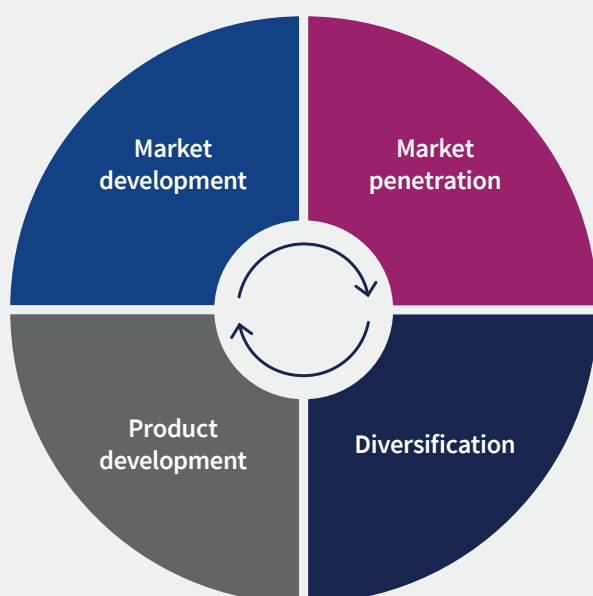 Market
development
Market
penetration
Product
development
Diversification